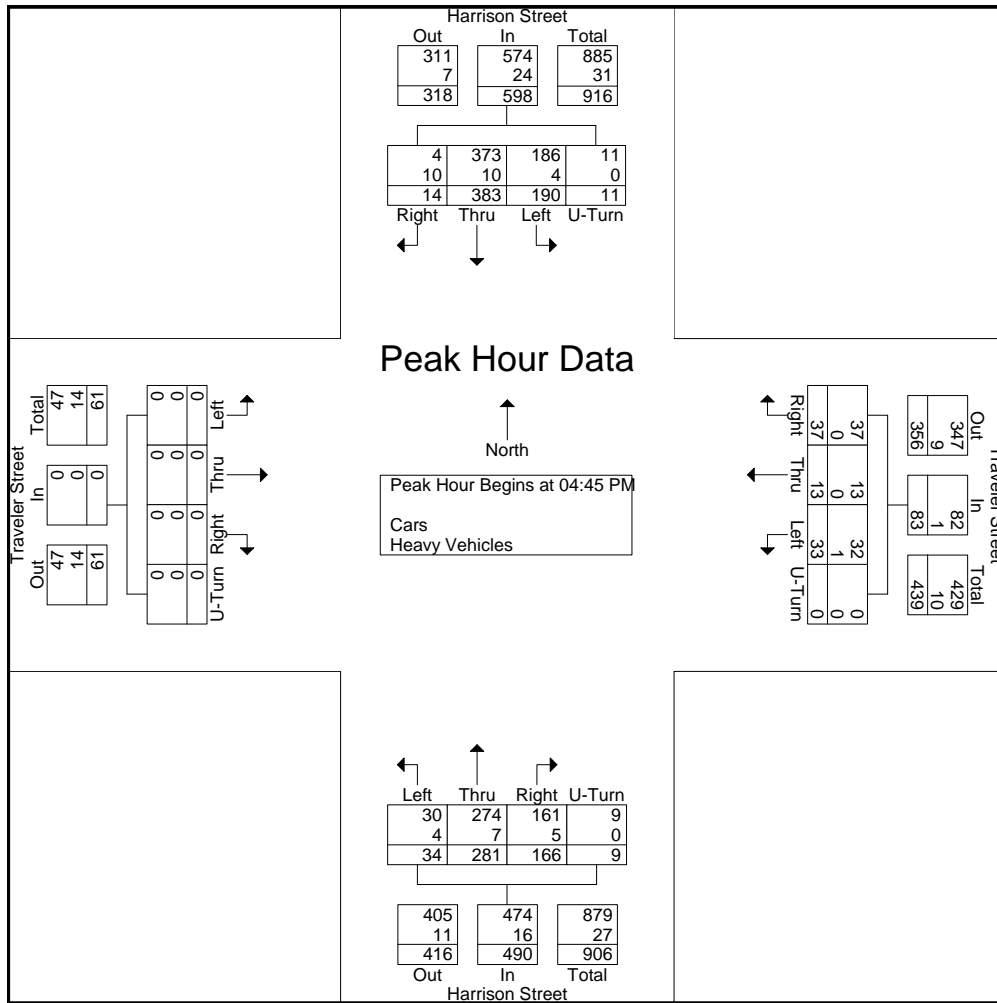 Harrison Street
Out In Total
311 574 885
7 24 31
318 598 916
4 373 186 11
10 10 4 0
14 383 190 11
Right Thru Left U-Turn
Peak Hour Data
North
Peak Hour Begins at 04:45 PM
Cars
Heavy Vehicles
Traveler Street
Total In Out
47 0 47
14 0 14
61 0 61
0 0 0 0
0 0 0 0
0 0 0 0
Left Thru Right U-Turn
Traveler Street
Out In Total
347 82 429
9 1 10
356 83 439
37 13 32 0
0 0 1 0
37 13 33 0
Right Thru Left U-Turn
Left Thru Right U-Turn
30 274 161 9
4 7 5 0
34 281 166 9
405 474 879
11 16 27
416 490 906
Out In Total
Harrison Street